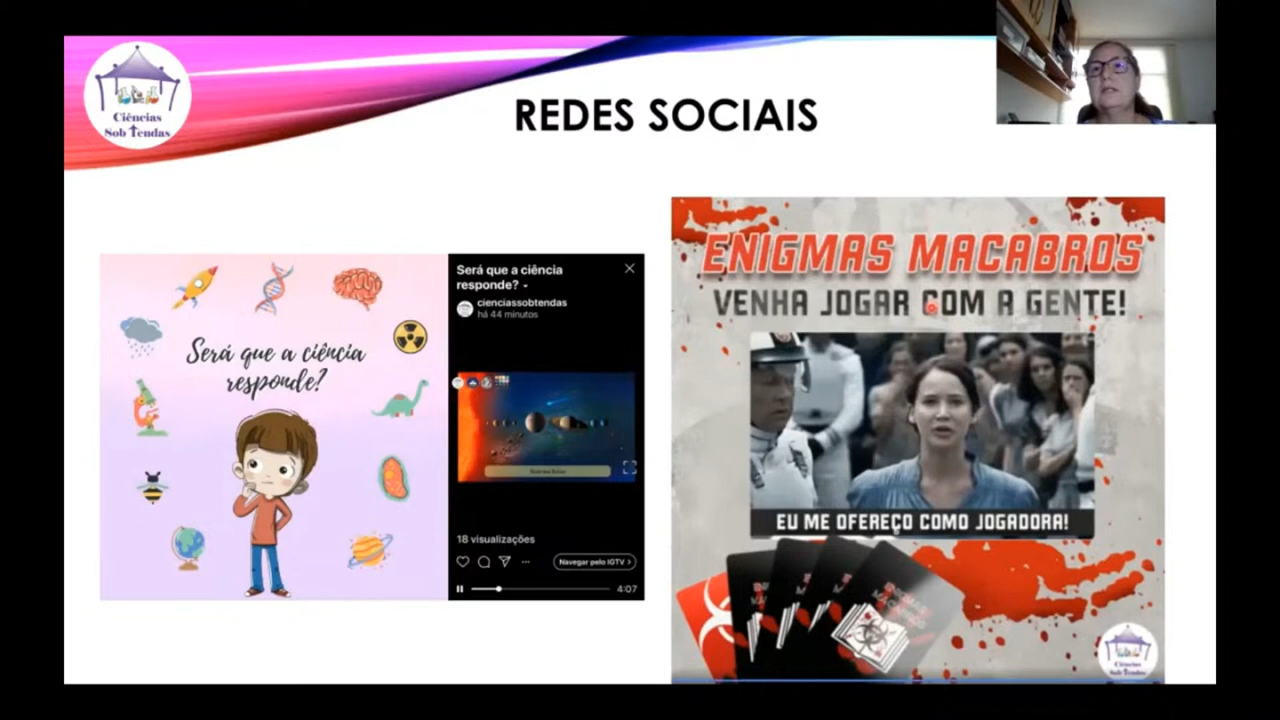 Ciências
Sob Tendas
REDES SOCIAIS
Será que a ciência
responde?
Será que a ciência
responde?
cienciassobtendas
há 44 minutos
18 visualizações
Navegar pelo IGTV >
4:07
ENIGMAS MACABROS
VENHA JOGAR COM A GENTE!
EU ME OFEREÇO COMO JOGADORA!
ENIGMAS
MACABROS
Ciências
Sob Tendas